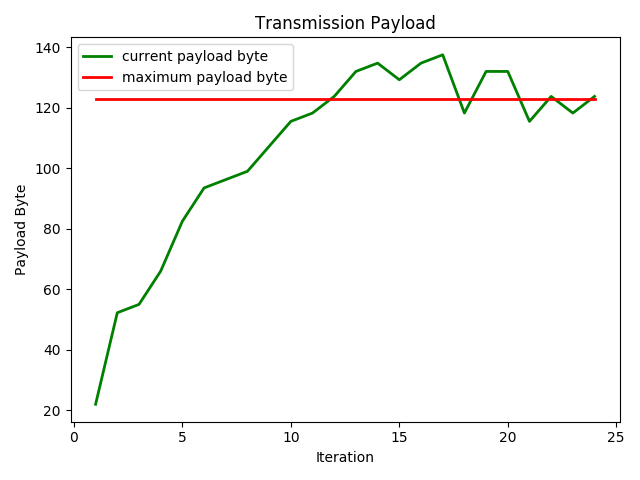 Transmission Payload
current payload byte
maximum payload byte
140
120
100
80
60
40
20
Payload Byte
0 5 10 15 20 25
Iteration